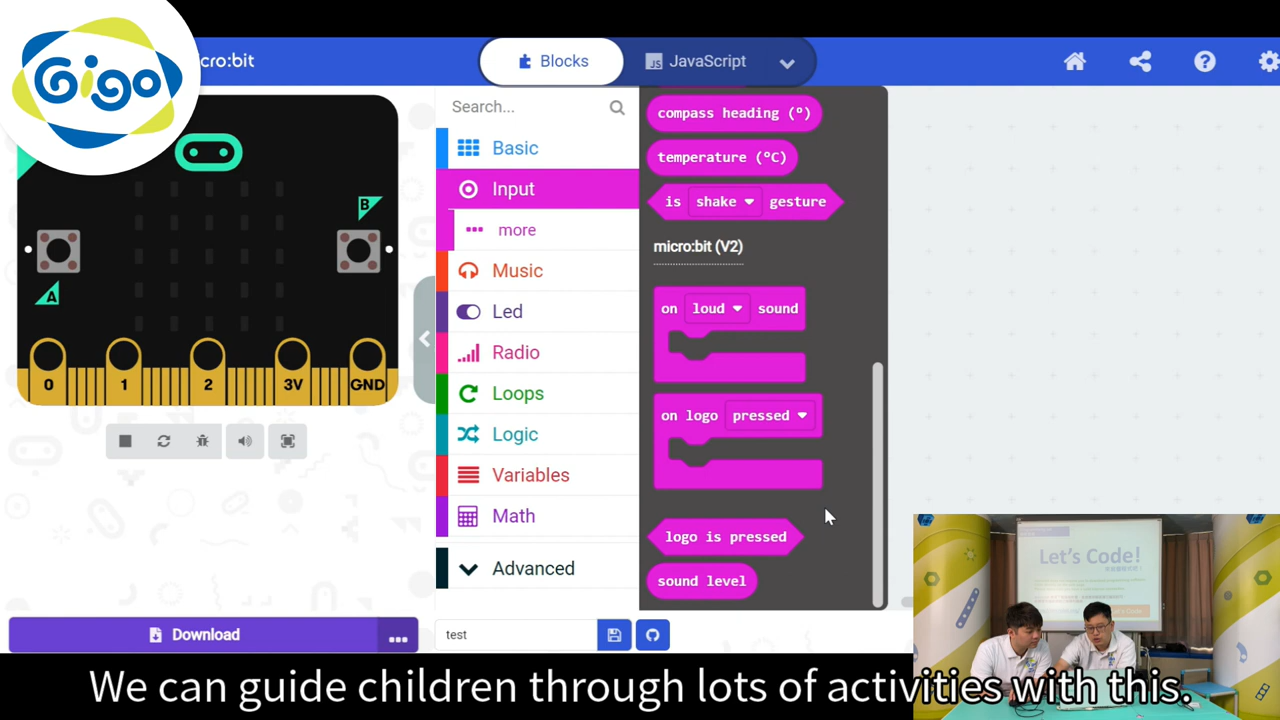 Gigo
cro:bit
Blocks
JS JavaScript
Search...
Basic
Input
more
Music
Led
Radio
Loops
Logic
Variables
Math
Advanced
compass heading (°)
temperature (°C)
is shake gesture
micro:bit (V2)
on loud sound
on logo pressed
logo is pressed
sound level
B
A
0 1 2 3V GND
Download
test
Let's Code!
We can guide children through lots of activities with this.